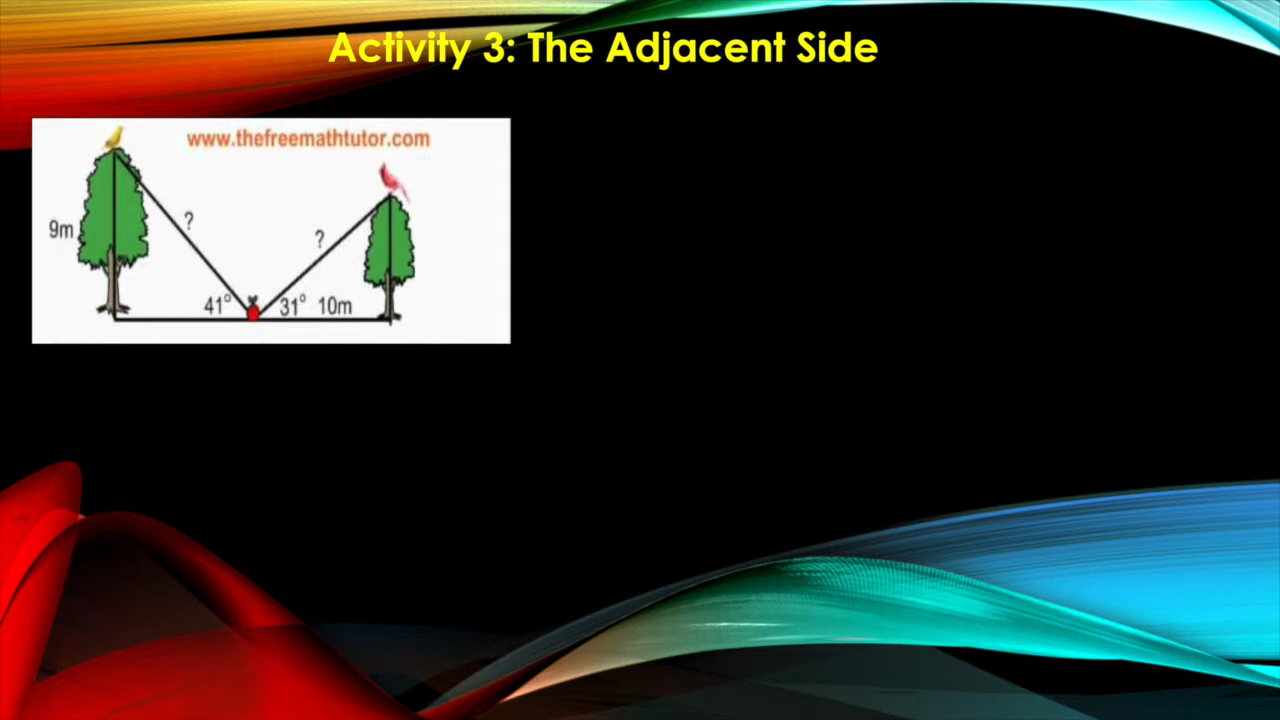 Activity 3: The Adjacent Side
www.thefreemathtutor.com
9m
?
?
41° 31° 10m